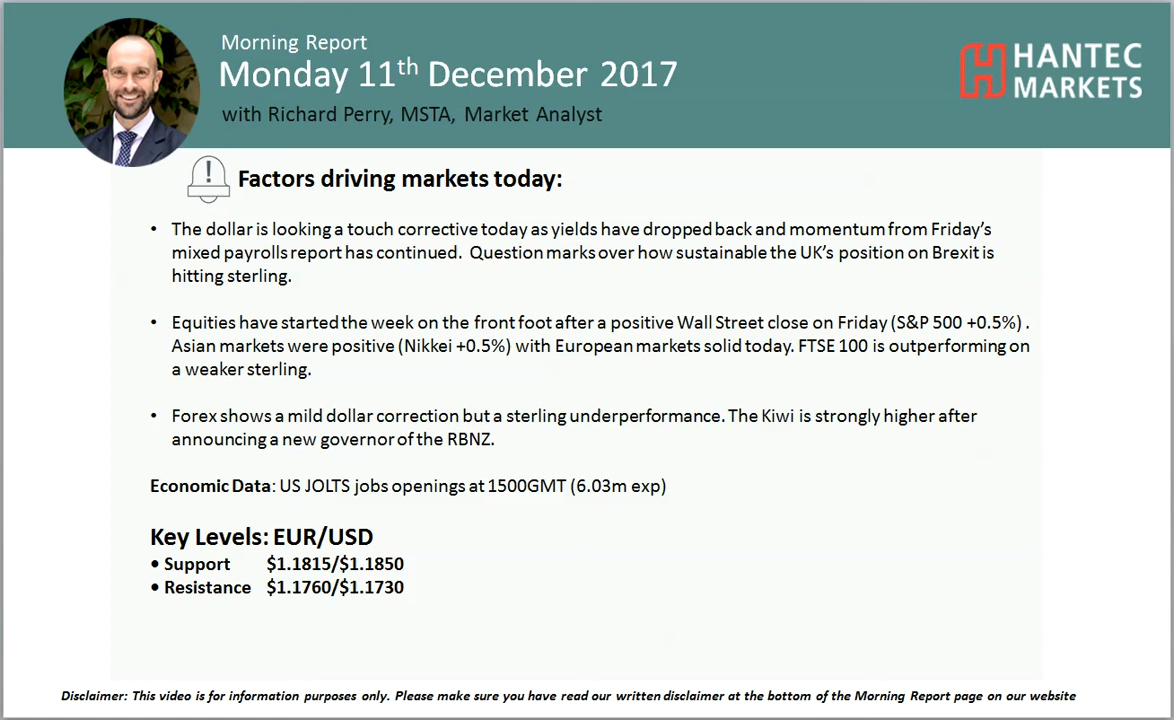 Morning Report
Monday 11th December 2017
with Richard Perry, MSTA, Market Analyst
HANTEC
MARKETS
Factors driving markets today:
• The dollar is looking a touch corrective today as yields have dropped back and momentum from Friday's
mixed payrolls report has continued.  Question marks over how sustainable the UK's position on Brexit is
hitting sterling.
• Equities have started the week on the front foot after a positive Wall Street close on Friday (S&P 500 +0.5%) .
Asian markets were positive (Nikkei +0.5%) with European markets solid today. FTSE 100 is outperforming on
a weaker sterling.
• Forex shows a mild dollar correction but a sterling underperformance. The Kiwi is strongly higher after
announcing a new governor of the RBNZ.
Economic Data: US JOLTS jobs openings at 1500GMT (6.03m exp)
Key Levels: EUR/USD
• Support $1.1815/$1.1850
• Resistance $1.1760/$1.1730
Disclaimer: This video is for information purposes only. Please make sure you have read our written disclaimer at the bottom of the Morning Report page on our website